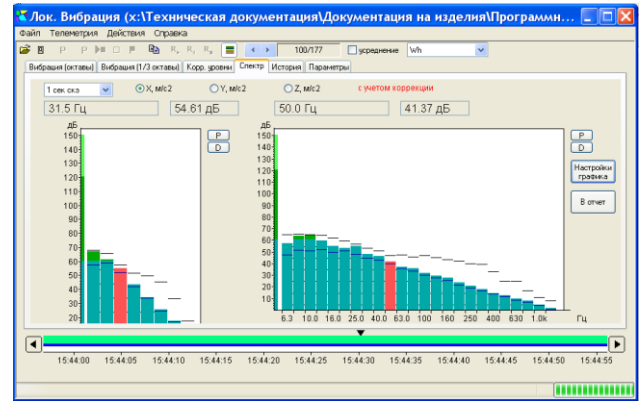 Лок. Вибрация (x:\Техническая документация\Документация на изделия\Программн...
Файл Телеметрия Действия Справка
100/177 усреднение Wh
Вибрация (октавы) Вибрация (1/3 октавы) Корр. уровни Спектр История Параметры
1 сек скз X, м/с2 Y, м/с2 Z, м/с2 с учетом коррекции
31.5 Гц 54.61 дБ 50.0 Гц 41.37 дБ
дБ дБ
150 150
140 140
130 130
120 120
110 110
100 100
90 90
80 80
70 70
60 60
50 50
40 40
30 30
20 20
10
P P
D D
Настройки графика
В отчет
6.3 10.0 16.0 25.0 40.0 63.0 100 160 250 400 630 1.0k Гц
15:44:00 15:44:05 15:44:10 15:44:15 15:44:20 15:44:25 15:44:30 15:44:35 15:44:40 15:44:45 15:44:50 15:44:55